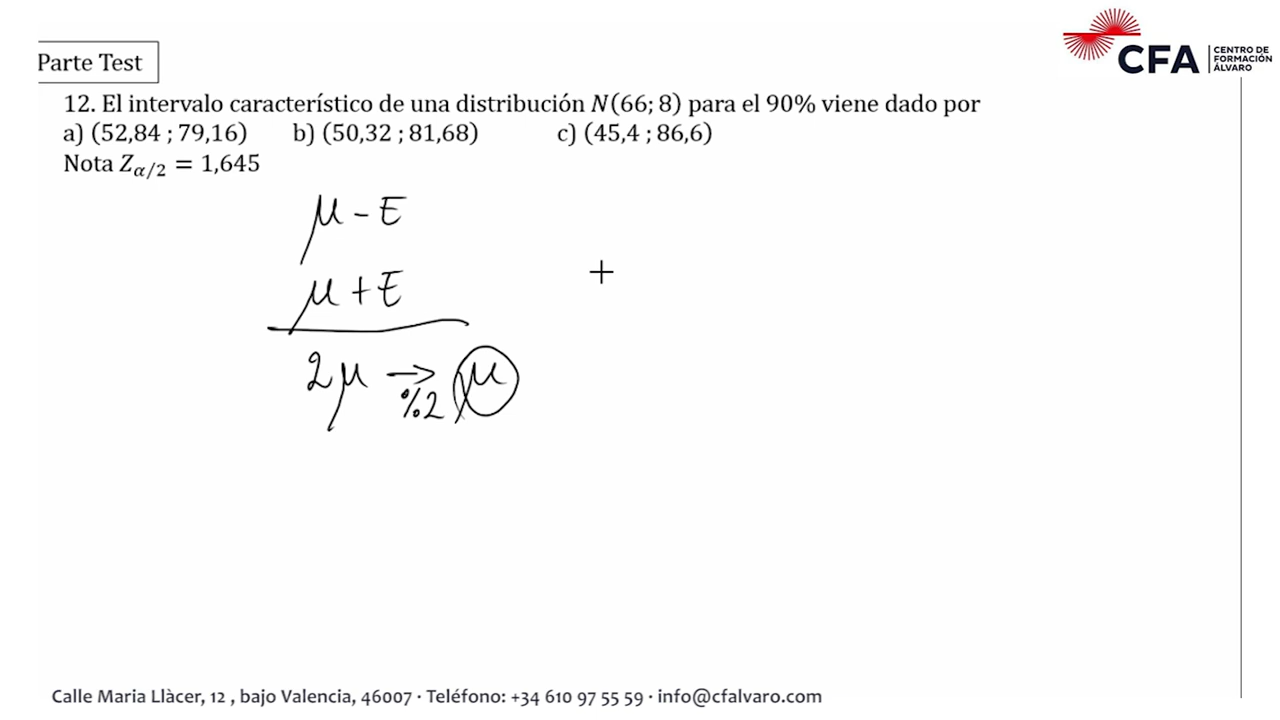 CFA
CENTRO DE
FORMACIÓN
ÁLVARO
Parte Test
12. El intervalo característico de una distribución N(66; 8) para el 90% viene dado por
a) (52,84 ; 79,16) b) (50,32 ; 81,68) c) (45,4 ; 86,6)
Nota Z_{α/2} = 1,645
μ - E
μ + E
2μ → %2 μ
+
Calle Maria Llàcer, 12 , bajo Valencia, 46007 · Teléfono: +34 610 97 55 59 · info@cfalvaro.com